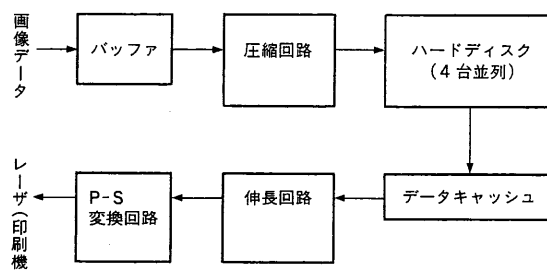 画像データ
バッファ
圧縮回路
ハードディスク
(4台並列)
データキャッシュ
伸長回路
P-S
変換回路
レーザ(印刷機